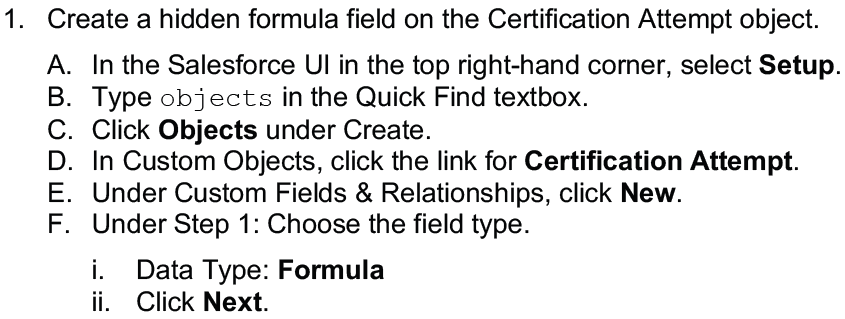 1. Create a hidden formula field on the Certification Attempt object.
A. In the Salesforce UI in the top right-hand corner, select Setup.
B. Type objects in the Quick Find textbox.
C. Click Objects under Create.
D. In Custom Objects, click the link for Certification Attempt.
E. Under Custom Fields & Relationships, click New.
F. Under Step 1: Choose the field type.
i. Data Type: Formula
ii. Click Next.